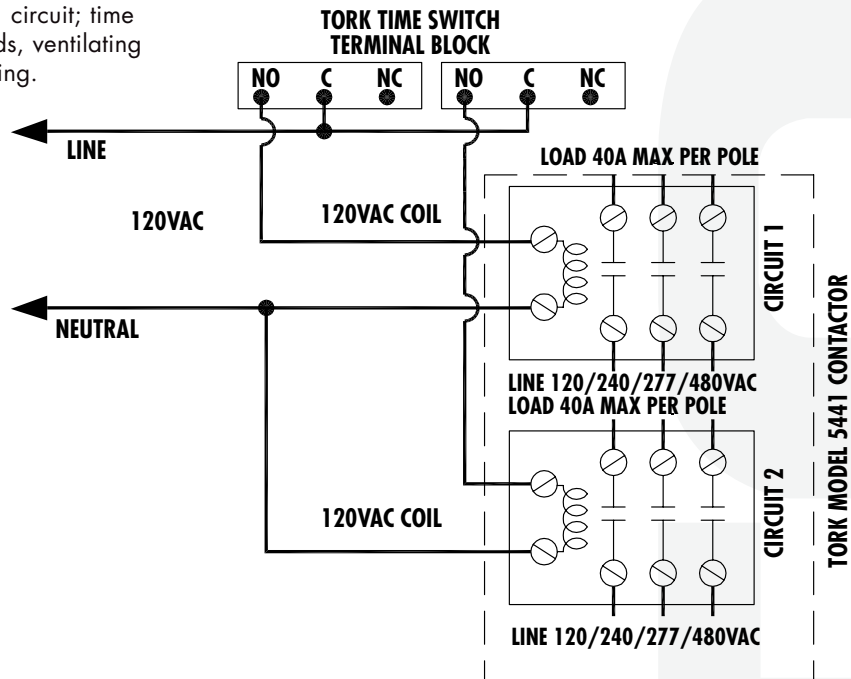 circuit; time
ventilating
TORK TIME SWITCH
TERMINAL BLOCK
NO C NC
NO C NC
LINE
LOAD 40A MAX PER POLE
120VAC
120VAC COIL
CIRCUIT 1
NEUTRAL
LINE 120/240/277/480VAC
LOAD 40A MAX PER POLE
120VAC COIL
CIRCUIT 2
TORK MODEL 5441 CONTACTOR
LINE 120/240/277/480VAC